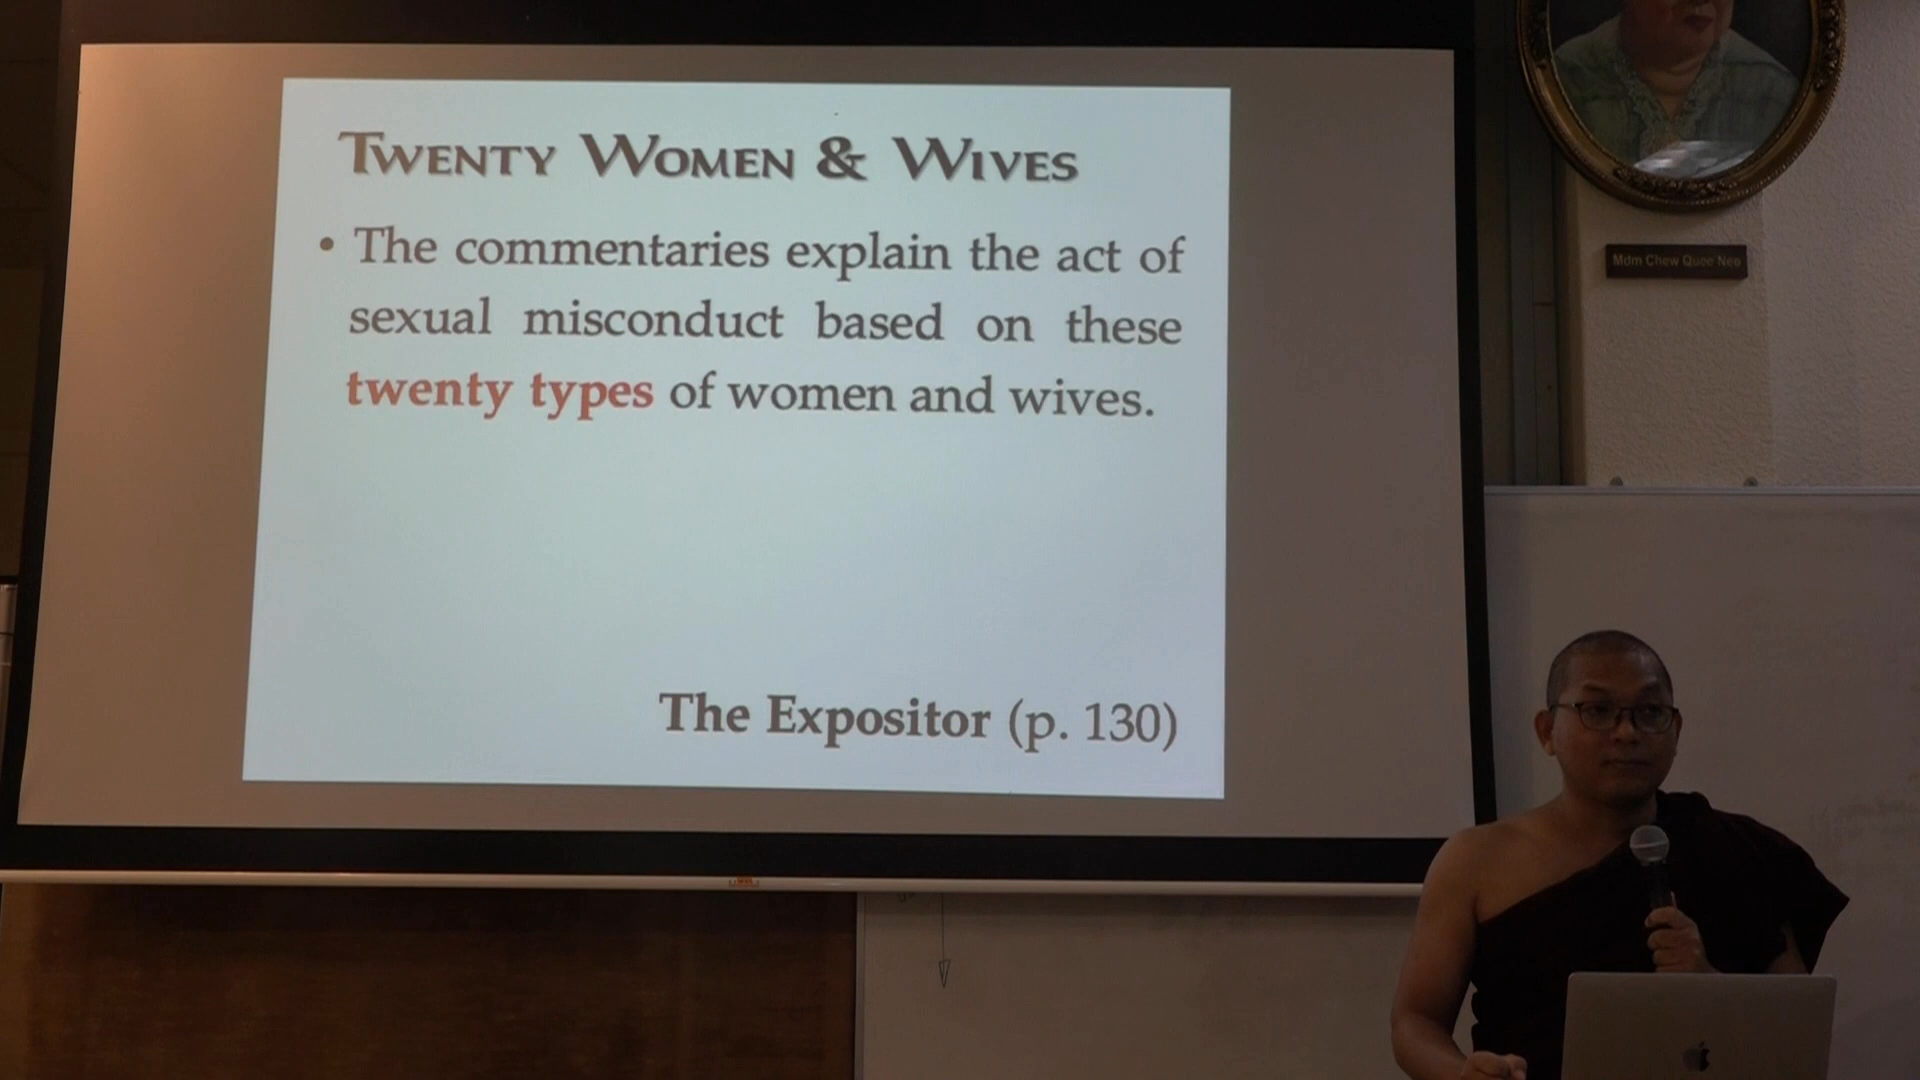 TWENTY WOMEN & WIVES
• The commentaries explain the act of
sexual misconduct based on these
twenty types of women and wives.
The Expositor (p. 130)
Mdm Chew Quee Neo